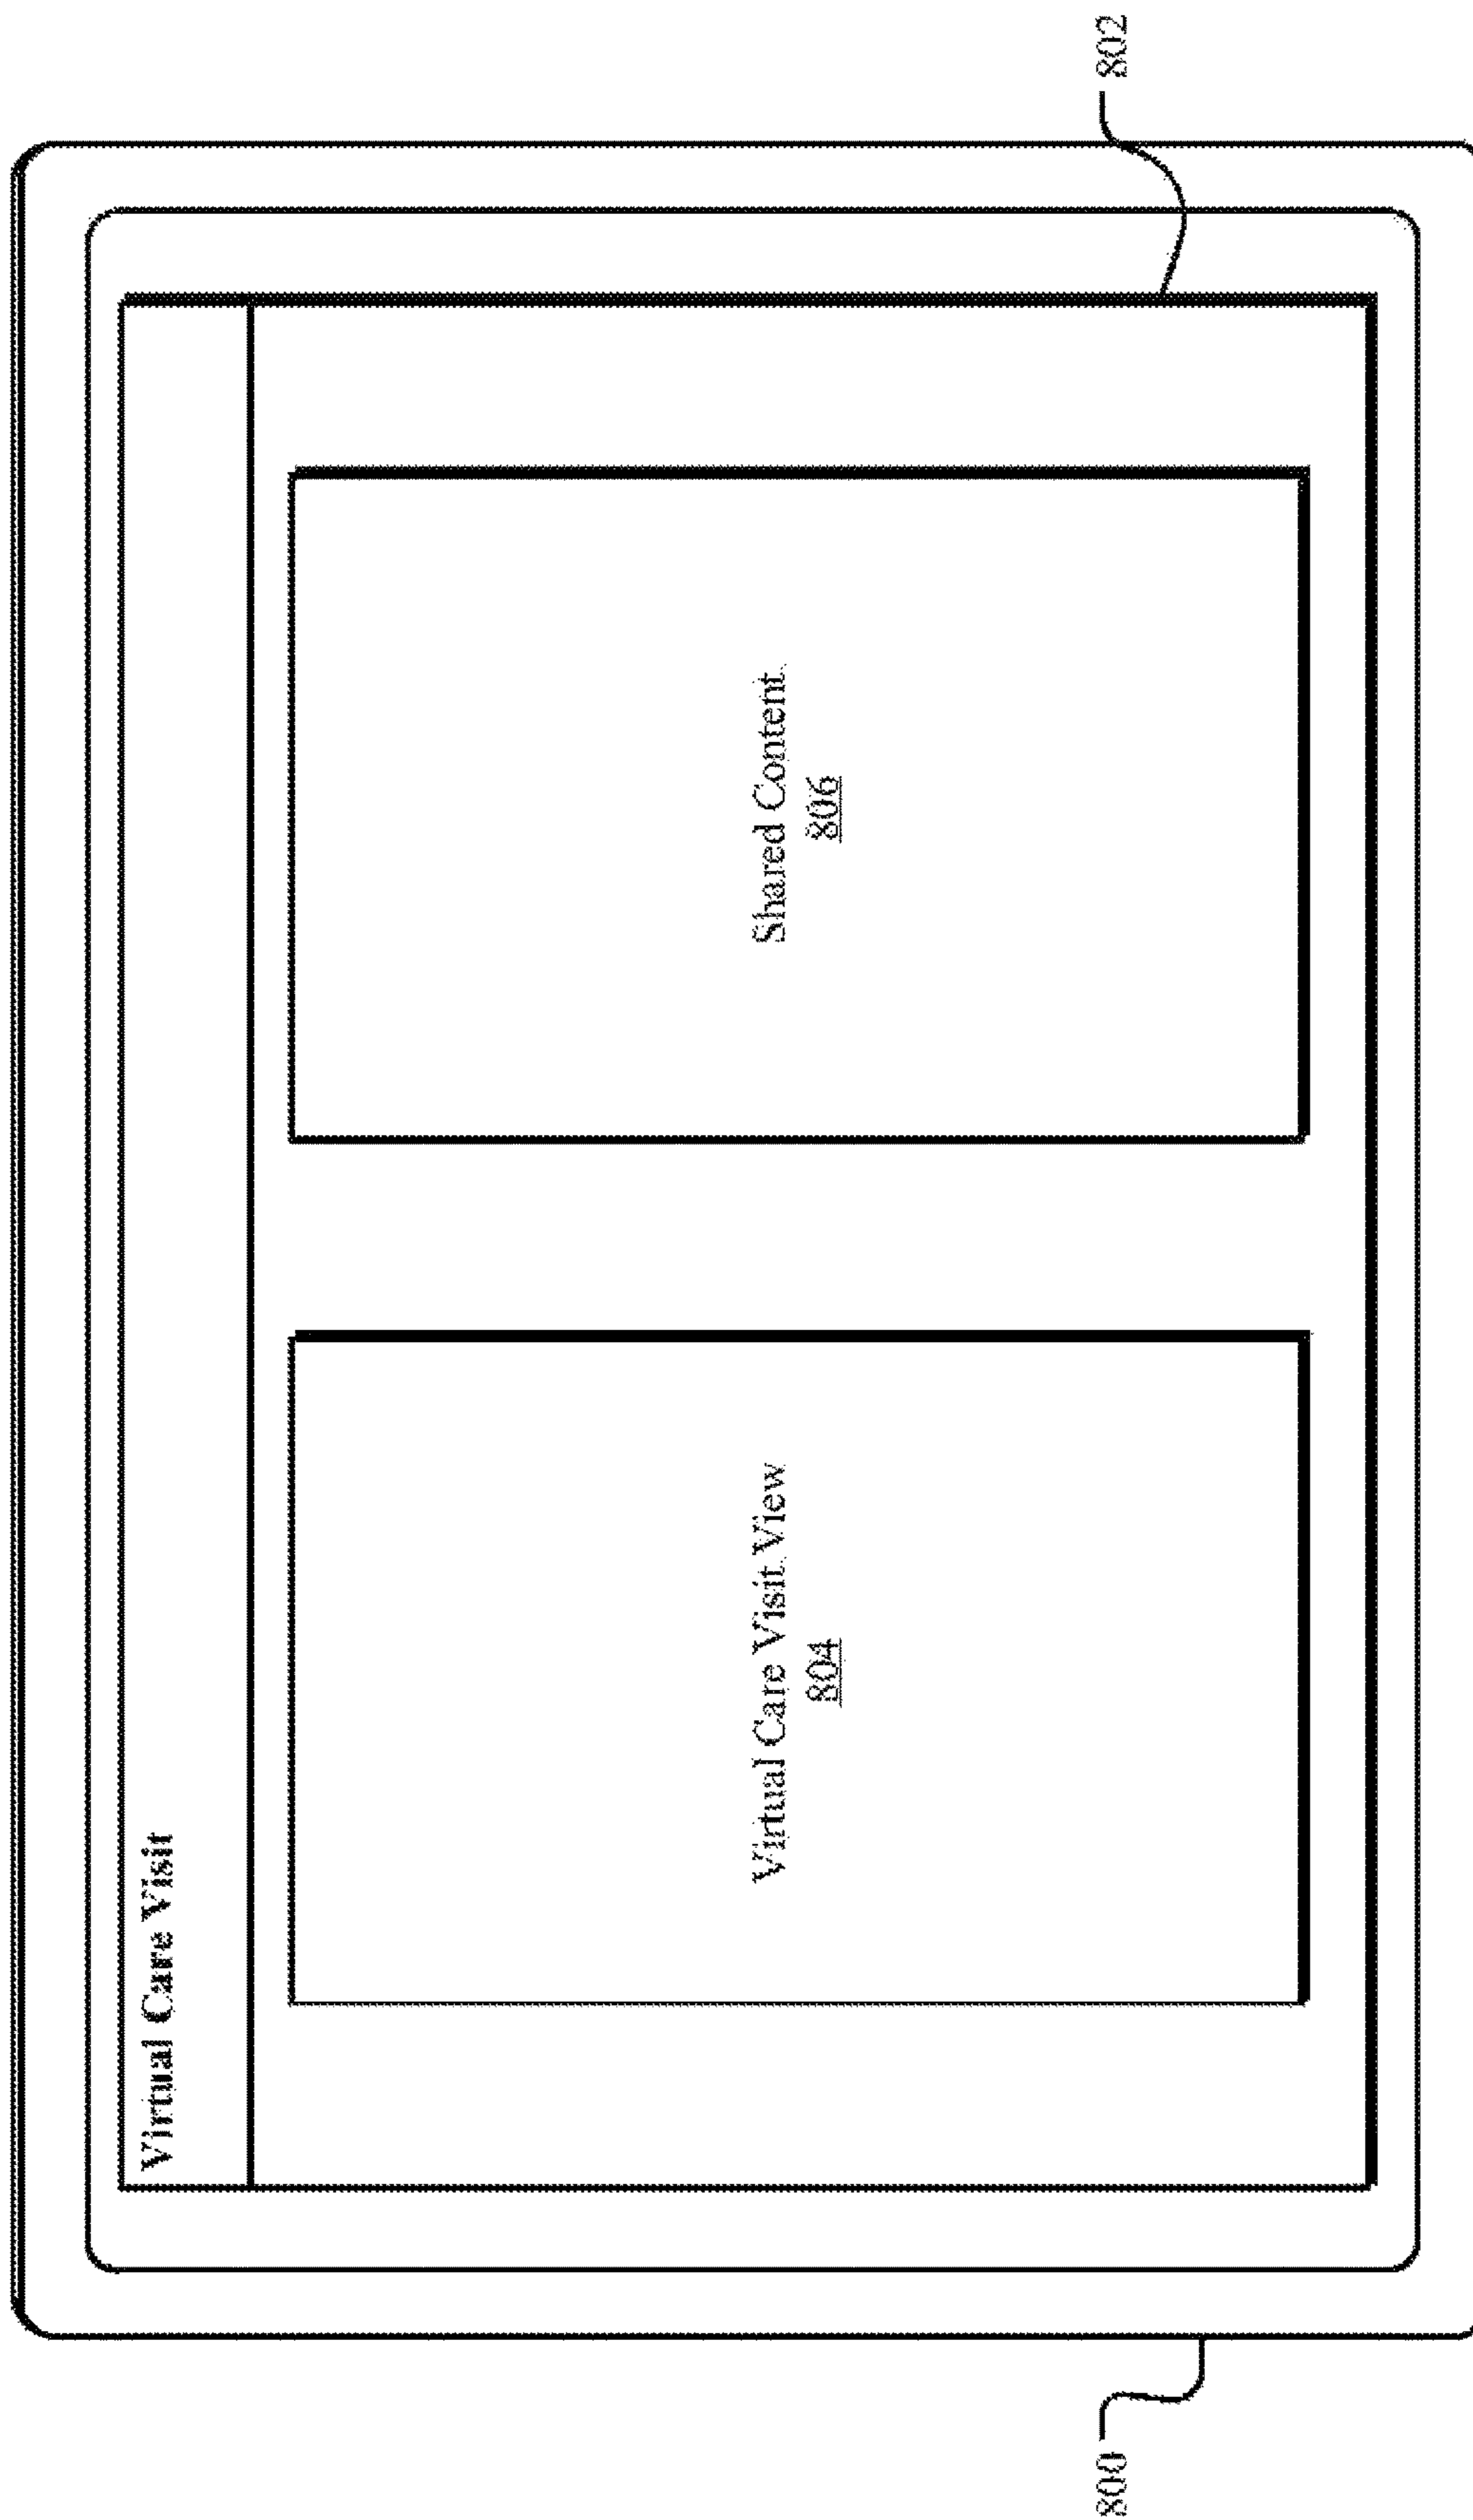 Virtual Care Visit
Virtual Care Visit View
804
Shared Content
806
800
802